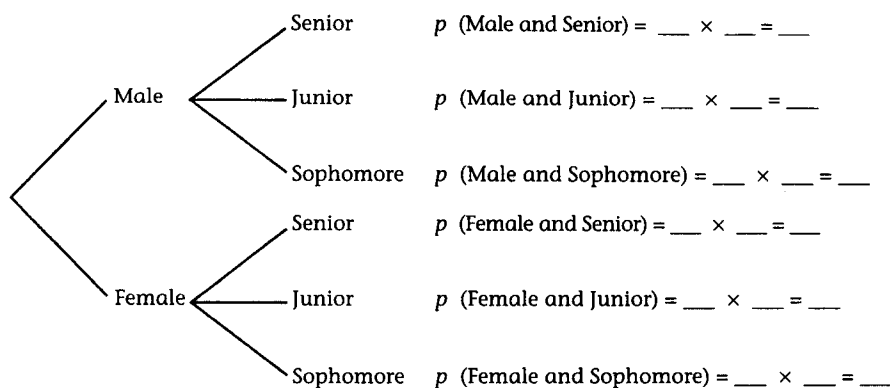 Senior p (Male and Senior) = ___ × ___ = ___
Male Junior p (Male and Junior) = ___ × ___ = ___
Sophomore p (Male and Sophomore) = ___ × ___ = ___
Senior p (Female and Senior) = ___ × ___ = ___
Female Junior p (Female and Junior) = ___ × ___ = ___
Sophomore p (Female and Sophomore) = ___ × ___ = ___